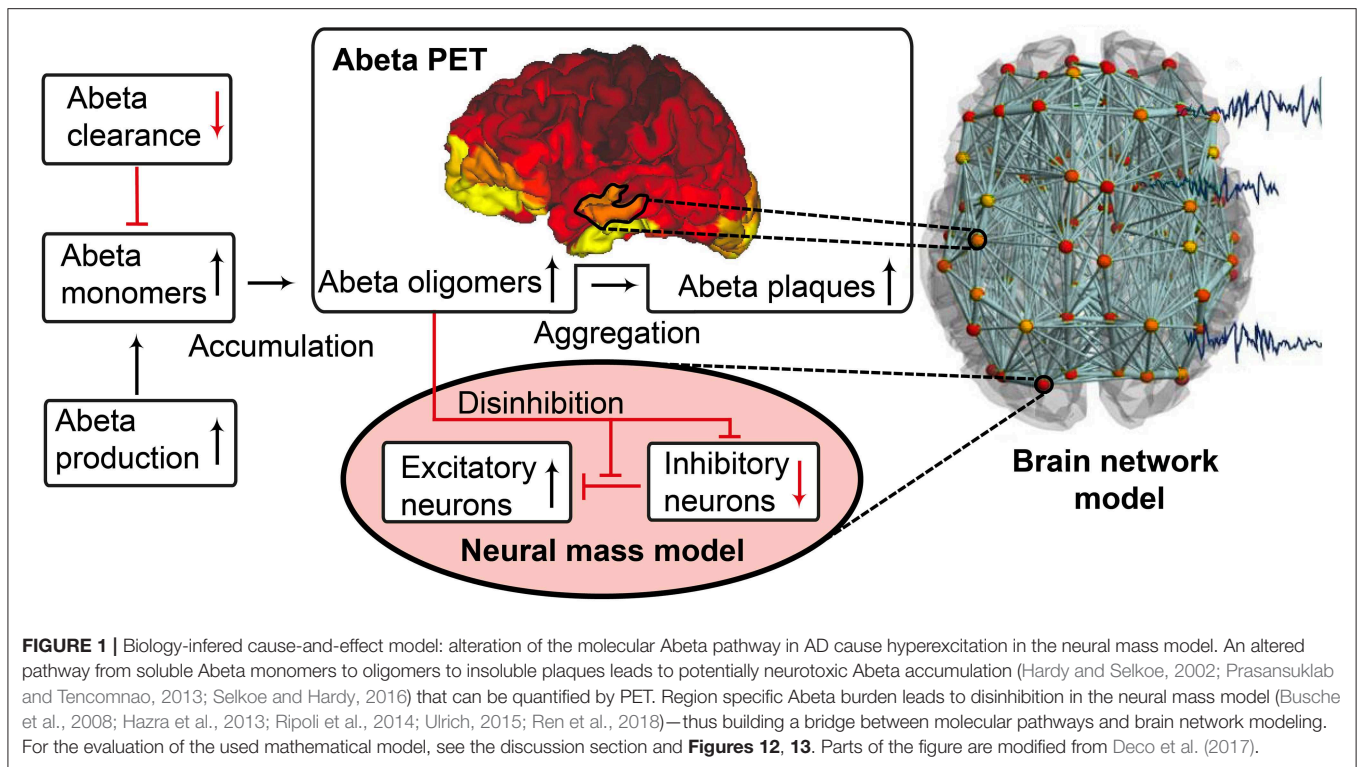 Abeta PET
Abeta
clearance
Abeta
monomers
Abeta oligomers
Abeta plaques
Accumulation
Aggregation
Abeta
production
Disinhibition
Excitatory
neurons
Inhibitory
neurons
Neural mass model
Brain network
model
FIGURE 1 | Biology-infered cause-and-effect model: alteration of the molecular Abeta pathway in AD cause hyperexcitation in the neural mass model. An altered
pathway from soluble Abeta monomers to oligomers to insoluble plaques leads to potentially neurotoxic Abeta accumulation (Hardy and Selkoe, 2002; Prasansuklab
and Tencomnao, 2013; Selkoe and Hardy, 2016) that can be quantified by PET. Region specific Abeta burden leads to disinhibition in the neural mass model (Busche
et al., 2008; Hazra et al., 2013; Ripoli et al., 2014; Ulrich, 2015; Ren et al., 2018)—thus building a bridge between molecular pathways and brain network modeling.
For the evaluation of the used mathematical model, see the discussion section and Figures 12, 13. Parts of the figure are modified from Deco et al. (2017).